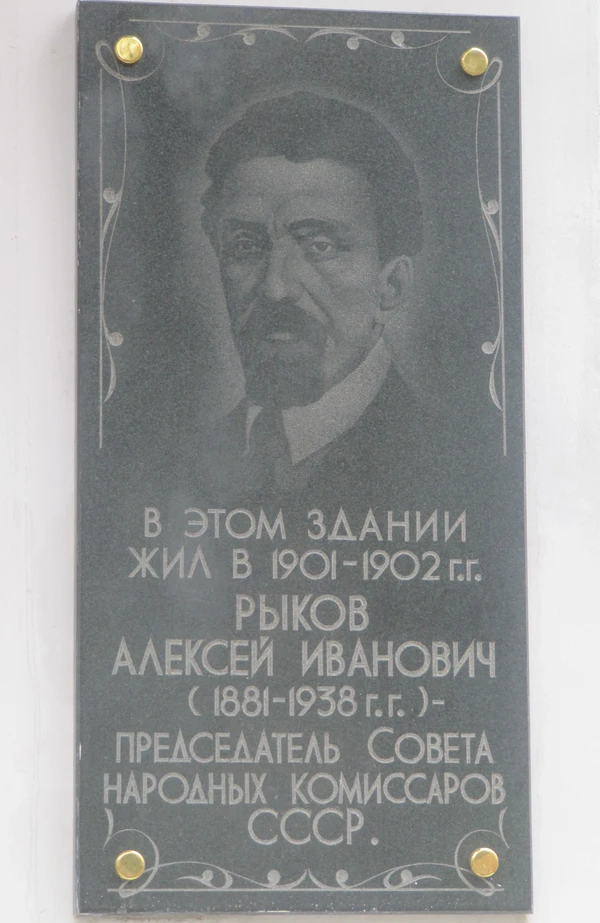 В ЭТОМ ЗДАНИИ
ЖИЛ В 1901-1902 г.г.
РЫКОВ
АЛЕКСЕЙ ИВАНОВИЧ
(1881-1938 г.г.)-
ПРЕДСЕДАТЕЛЬ СОВЕТА
НАРОДНЫХ КОМИССАРОВ
СССР.